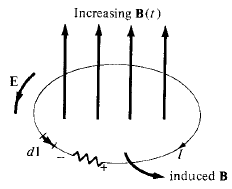 Increasing B(t)
E
dl
−
+
l
induced B